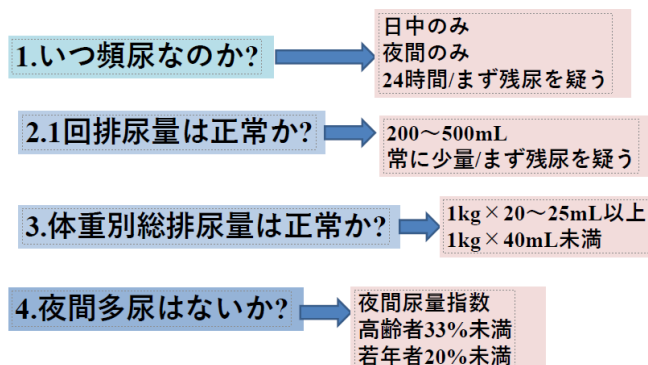 1.いつ頻尿なのか?
日中のみ
夜間のみ
24時間/まず残尿を疑う
2.1回排尿量は正常か?
200～500mL
常に少量/まず残尿を疑う
3.体重別総排尿量は正常か?
1kg×20～25mL以上
1kg×40mL未満
4.夜間多尿はないか?
夜間尿量指数
高齢者33%未満
若年者20%未満